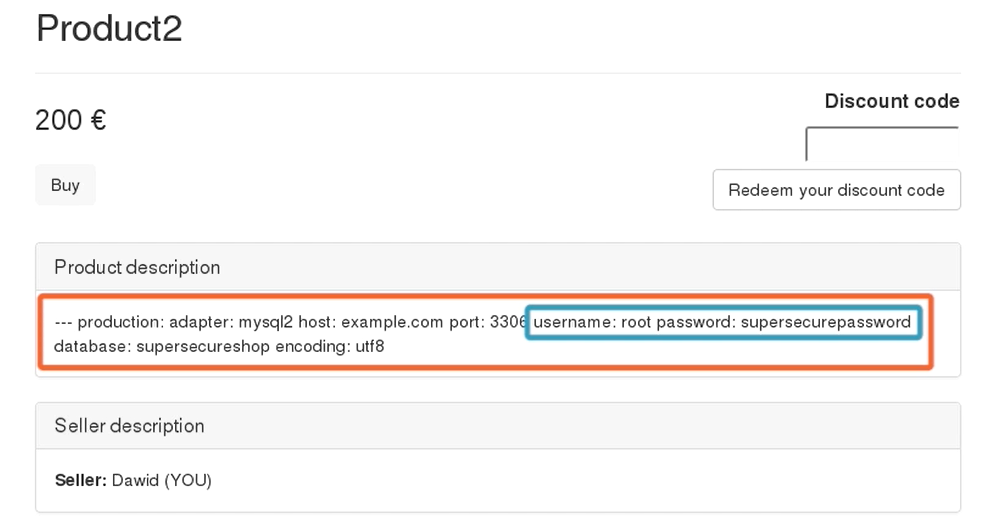 Product2
200 €
Discount code
Buy
Redeem your discount code
Product description
--- production: adapter: mysql2 host: example.com port: 3306 username: root password: supersecurepassword
database: supersecureshop encoding: utf8
Seller description
Seller: Dawid (YOU)